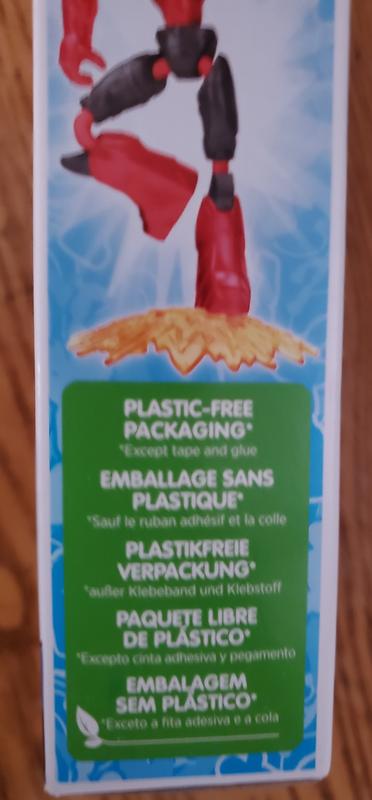 PLASTIC-FREE
PACKAGING*
*Except tape and glue
EMBALLAGE SANS
PLASTIQUE*
*Sauf le ruban adhésif et la colle
PLASTIKFREIE
VERPACKUNG*
*außer Klebeband und Klebstoff
PAQUETE LIBRE
DE PLÁSTICO*
*Excepto cinta adhesiva y pegamento
EMBALAGEM
SEM PLÁSTICO*
*Exceto a fita adesiva e a cola